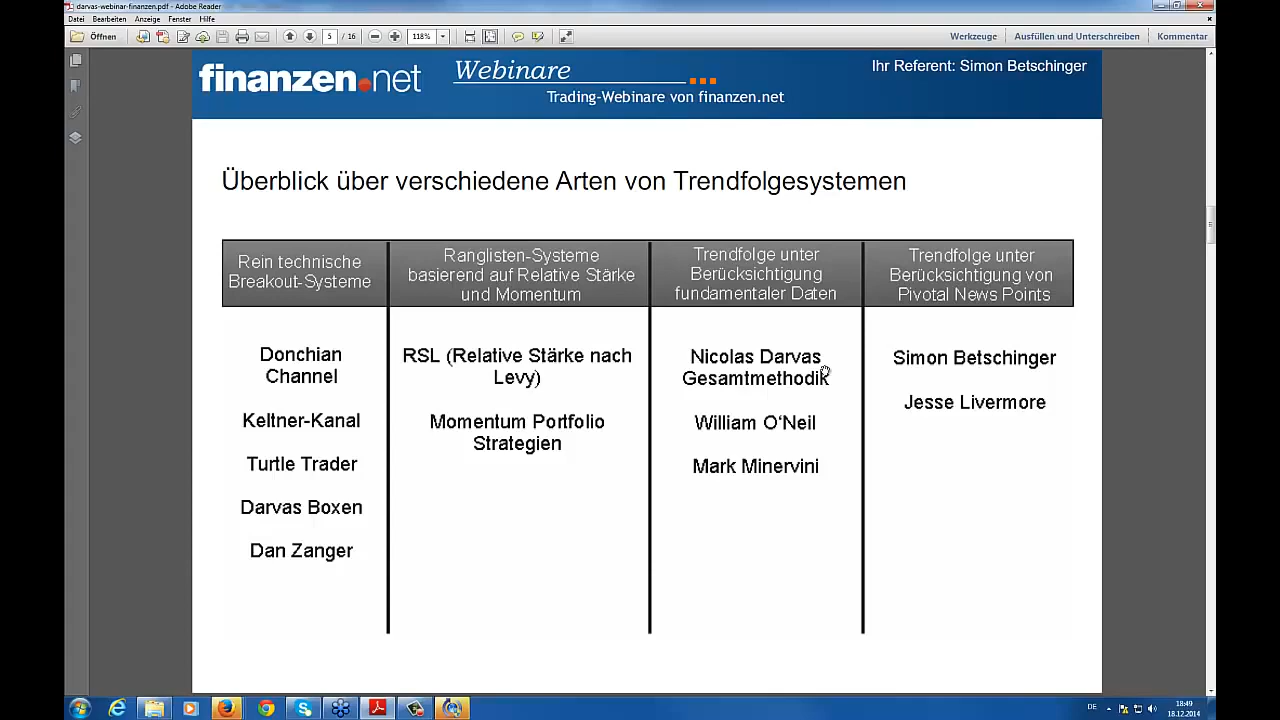 darvas-webinar-finanzen.pdf - Adobe Reader
Datei Bearbeiten Anzeige Fenster Hilfe
Öffnen 5 / 16 118% Werkzeuge Ausfüllen und Unterschreiben Kommentar
finanzen.net Webinare Ihr Referent: Simon Betschinger
Trading-Webinare von finanzen.net
Überblick über verschiedene Arten von Trendfolgesystemen
Rein technische
Breakout-Systeme
Ranglisten-Systeme
basierend auf Relative Stärke
und Momentum
Trendfolge unter
Berücksichtigung
fundamentaler Daten
Trendfolge unter
Berücksichtigung von
Pivotal News Points
Donchian
Channel
Keltner-Kanal
Turtle Trader
Darvas Boxen
Dan Zanger
RSL (Relative Stärke nach
Levy)
Momentum Portfolio
Strategien
Nicolas Darvas
Gesamtmethodik
William O‘Neil
Mark Minervini
Simon Betschinger
Jesse Livermore
DE 18:49
18.12.2014